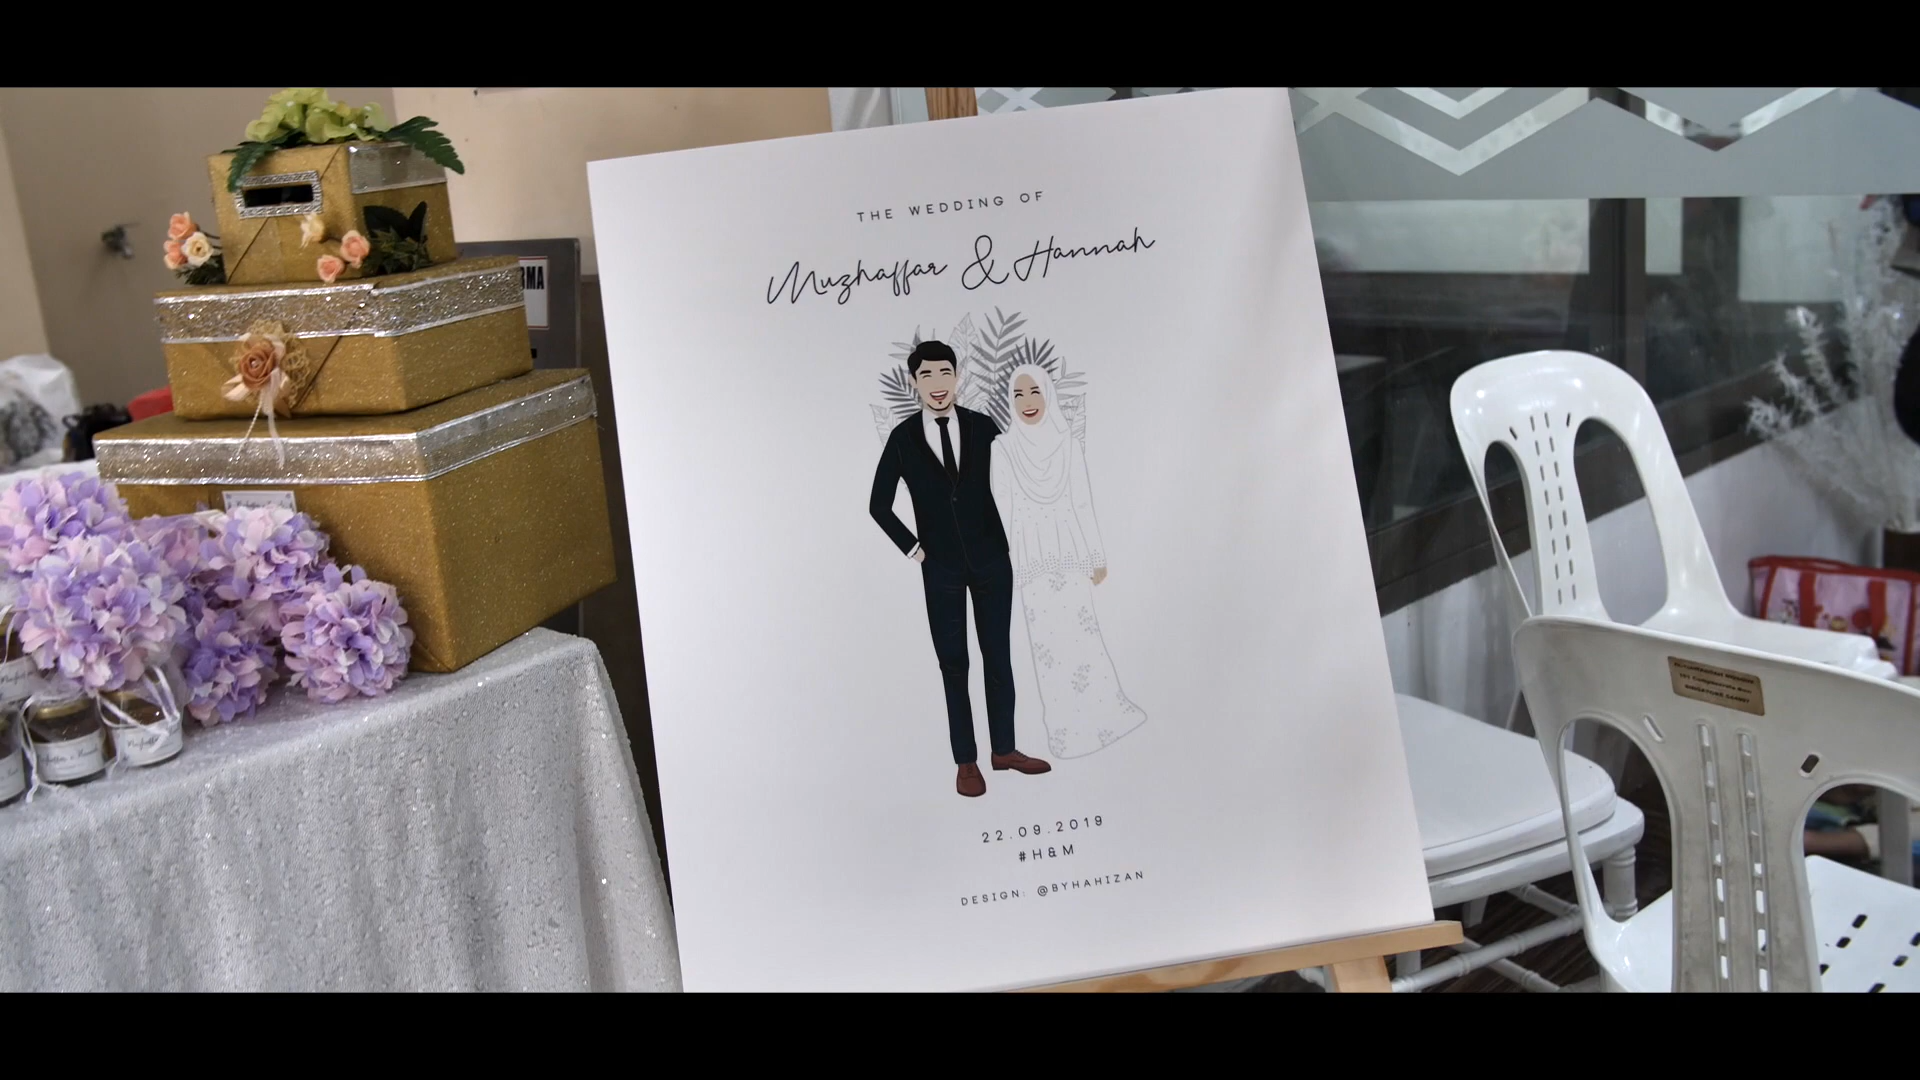 THE WEDDING OF
Muzhaffar & Hannah
22.09.2019
#H&M
DESIGN: @BYHAHIZAN